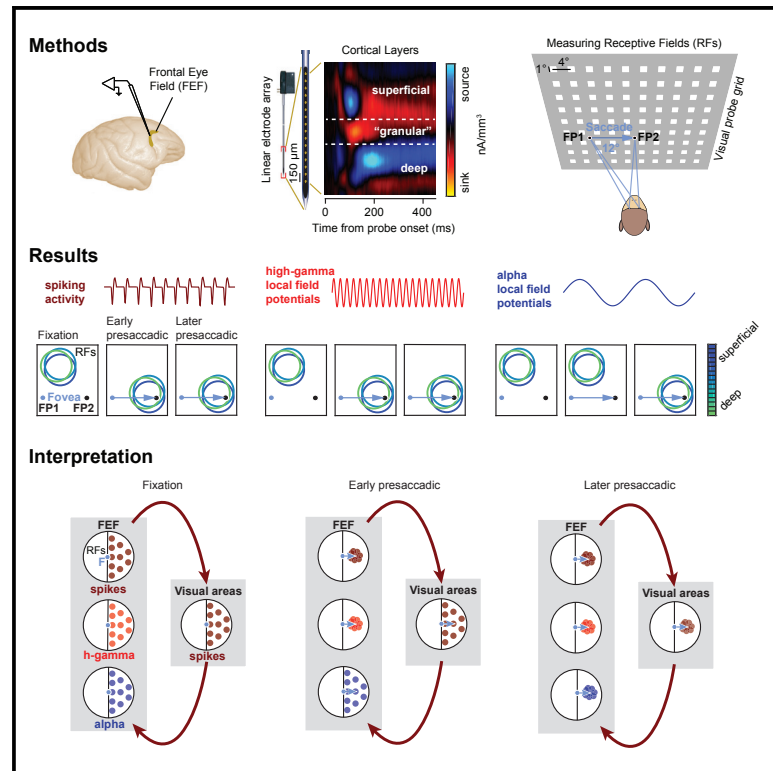 Methods
Frontal Eye
Field (FEF)
Linear elctrode array
150 µm
Cortical Layers
superficial
"granular"
deep
0 200 400
Time from probe onset (ms)
source
nA/mm³
sink
Measuring Receptive Fields (RFs)
1° 4°
FP1 Saccade FP2
12°
Visual probe grid
Results
spiking
activity
high-gamma
local field
potentials
alpha
local field
potentials
Fixation
Early
presaccadic
Later
presaccadic
RFs
Fovea
FP1 FP2
superficial
deep
Interpretation
Fixation
FEF
RFs
F
spikes
h-gamma
alpha
Visual areas
spikes
Early presaccadic
FEF
Visual areas
Later presaccadic
FEF
Visual areas